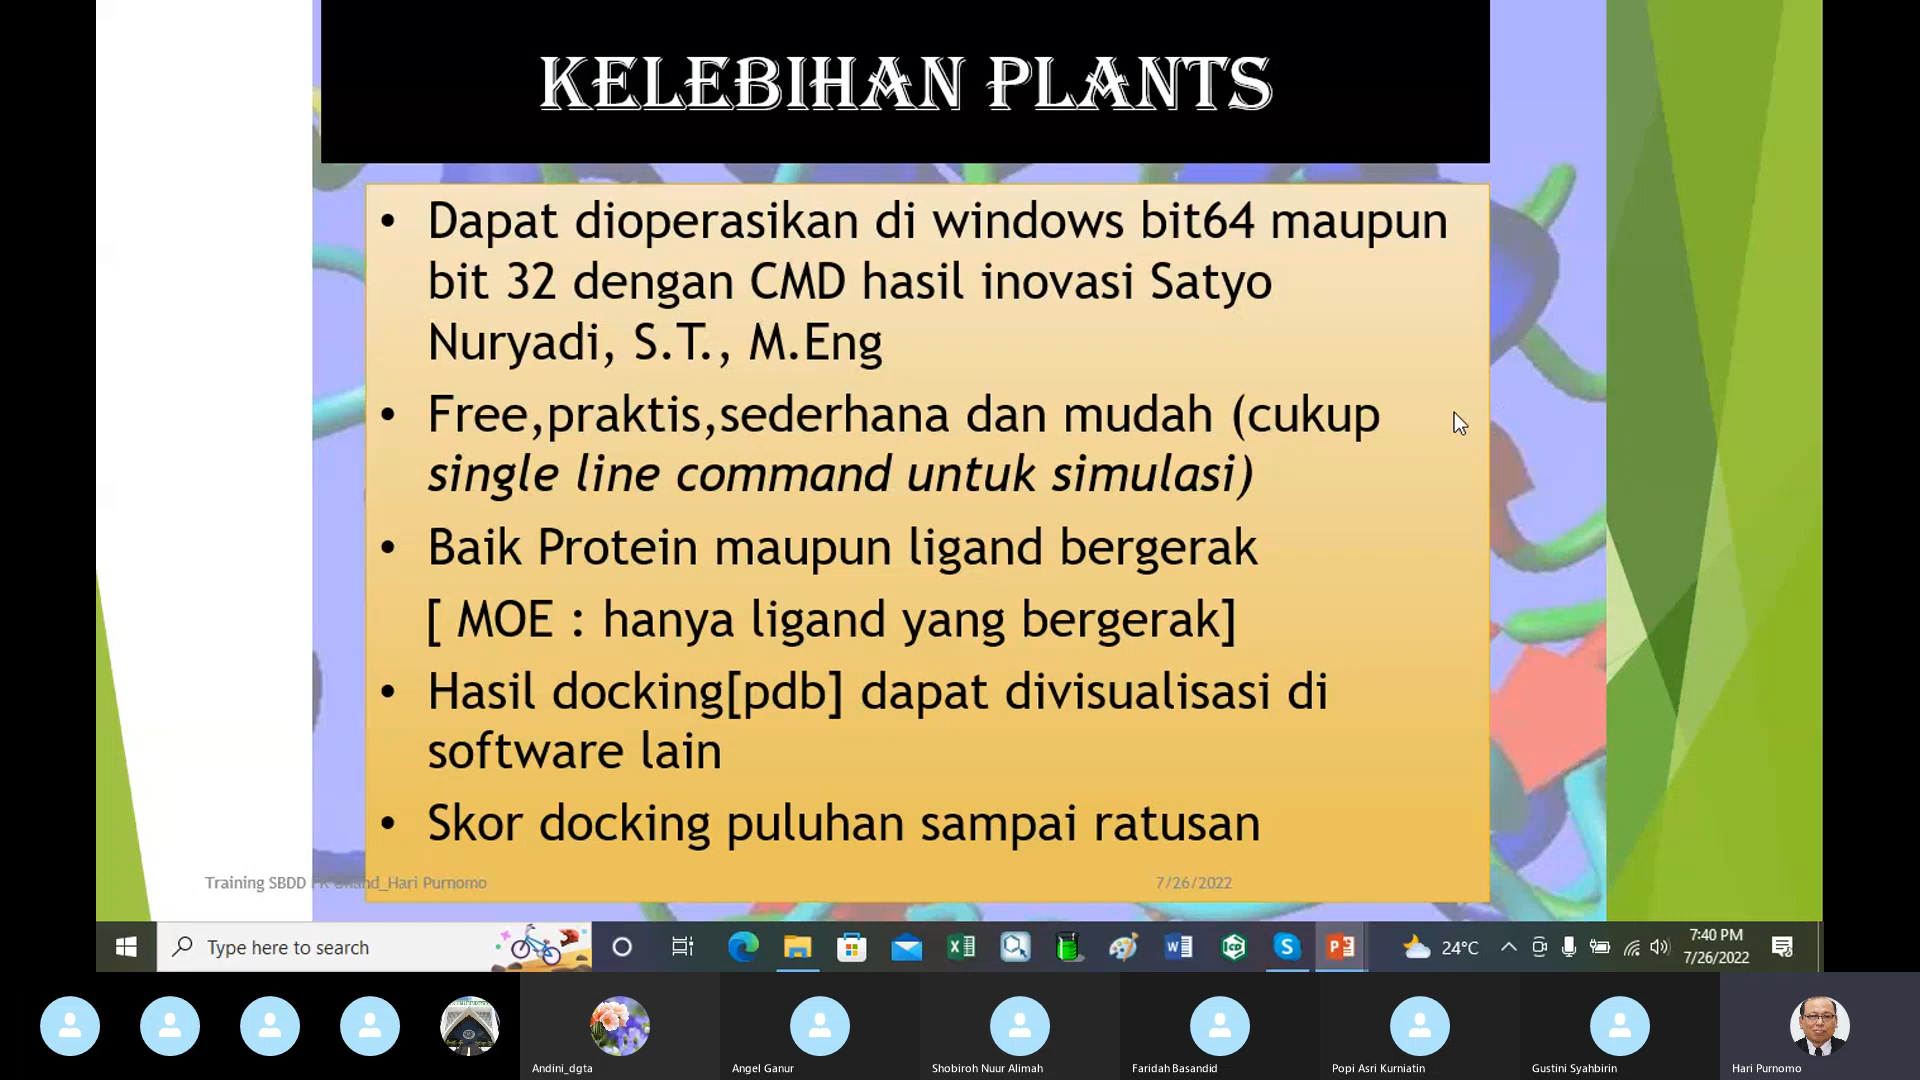 KELEBIHAN PLANTS
• Dapat dioperasikan di windows bit64 maupun
bit 32 dengan CMD hasil inovasi Satyo
Nuryadi, S.T., M.Eng
• Free,praktis,sederhana dan mudah (cukup
single line command untuk simulasi)
• Baik Protein maupun ligand bergerak
[ MOE : hanya ligand yang bergerak]
• Hasil docking[pdb] dapat divisualisasi di
software lain
• Skor docking puluhan sampai ratusan
Training SBDD Hari Purnomo
7/26/2022
Type here to search
24°C
7:40 PM
7/26/2022
Andini_dgta
Angel Ganur
Shobiroh Nuur Alimah
Faridah Basandid
Popi Asri Kurniatin
Gustini Syahbirin
Hari Purnomo